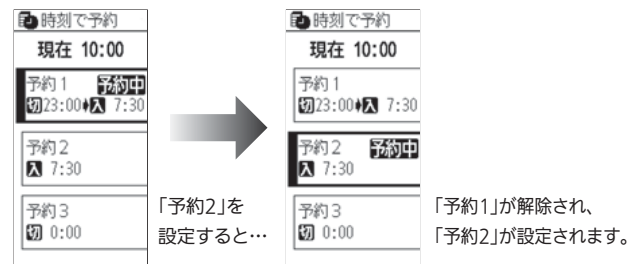 時刻で予約
現在 10:00
予約1 予約中
切23:00♦入 7:30
予約2
入 7:30
予約3
切 0:00
「予約2」を
設定すると…
時刻で予約
現在 10:00
予約1
切23:00♦入 7:30
予約2 予約中
入 7:30
予約3
切 0:00
「予約1」が解除され、
「予約2」が設定されます。